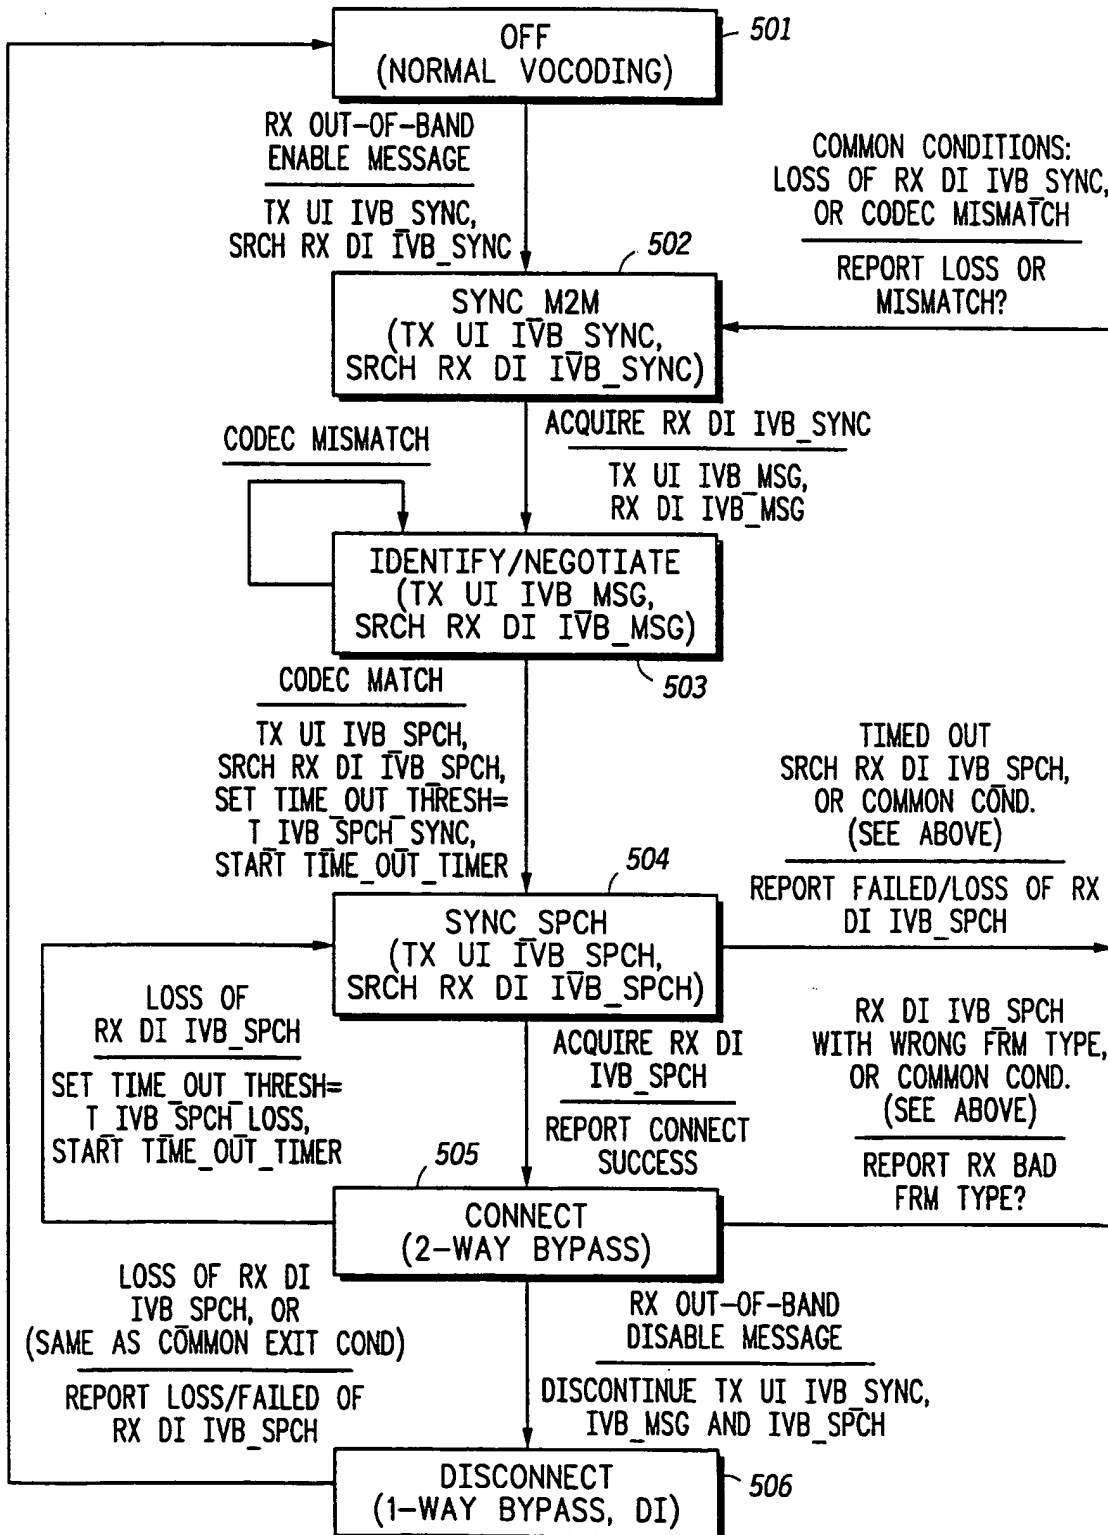 OFF
(NORMAL VOCODING)
501
RX OUT-OF-BAND
ENABLE MESSAGE
TX UI IVB_SYNC,
SRCH RX DI IVB_SYNC
COMMON CONDITIONS:
LOSS OF RX DI IVB_SYNC,
OR CODEC MISMATCH
REPORT LOSS OR
MISMATCH?
502
SYNC_M2M
(TX UI IVB_SYNC,
SRCH RX DI IVB_SYNC)
CODEC MISMATCH
ACQUIRE RX DI IVB_SYNC
TX UI IVB_MSG,
RX DI IVB_MSG
IDENTIFY/NEGOTIATE
(TX UI IVB_MSG,
SRCH RX DI IVB_MSG)
503
CODEC MATCH
TX UI IVB_SPCH,
SRCH RX DI IVB_SPCH,
SET TIME_OUT_THRESH=
T_IVB_SPCH_SYNC,
START TIME_OUT_TIMER
TIMED OUT
SRCH RX DI IVB_SPCH,
OR COMMON COND.
(SEE ABOVE)
REPORT FAILED/LOSS OF RX
DI IVB_SPCH
504
SYNC_SPCH
(TX UI IVB_SPCH,
SRCH RX DI IVB_SPCH)
LOSS OF
RX DI IVB_SPCH
SET TIME_OUT_THRESH=
T_IVB_SPCH_LOSS,
START TIME_OUT_TIMER
ACQUIRE RX DI
IVB_SPCH
REPORT CONNECT
SUCCESS
RX DI IVB_SPCH
WITH WRONG FRM TYPE,
OR COMMON COND.
(SEE ABOVE)
REPORT RX BAD
FRM TYPE?
505
CONNECT
(2-WAY BYPASS)
LOSS OF RX DI
IVB_SPCH, OR
(SAME AS COMMON EXIT COND)
REPORT LOSS/FAILED OF
RX DI IVB_SPCH
RX OUT-OF-BAND
DISABLE MESSAGE
DISCONTINUE TX UI IVB_SYNC,
IVB_MSG AND IVB_SPCH
DISCONNECT
(1-WAY BYPASS, DI)
506